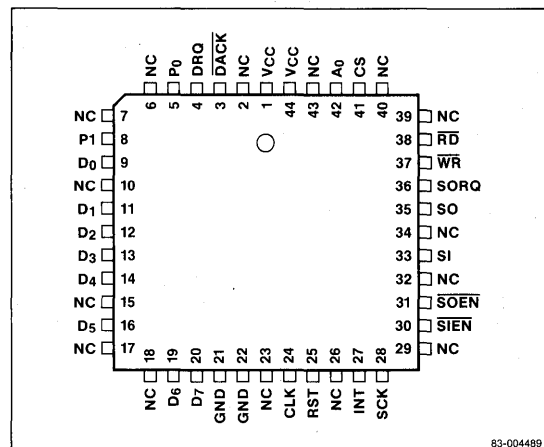 NC P0 DRQ DACK NC VCC VCC NC A0 CS NC
6 5 4 3 2 1 44 43 42 41 40
NC 7 39 NC
P1 8 38 RD
D0 9 37 WR
NC 10 36 SORQ
D1 11 35 SO
D2 12 34 NC
D3 13 33 SI
D4 14 32 NC
NC 15 31 SOEN
D5 16 30 SIEN
NC 17 29 NC
18 19 20 21 22 23 24 25 26 27 28
NC D6 D7 GND GND NC CLK RST NC INT SCK
83-004489